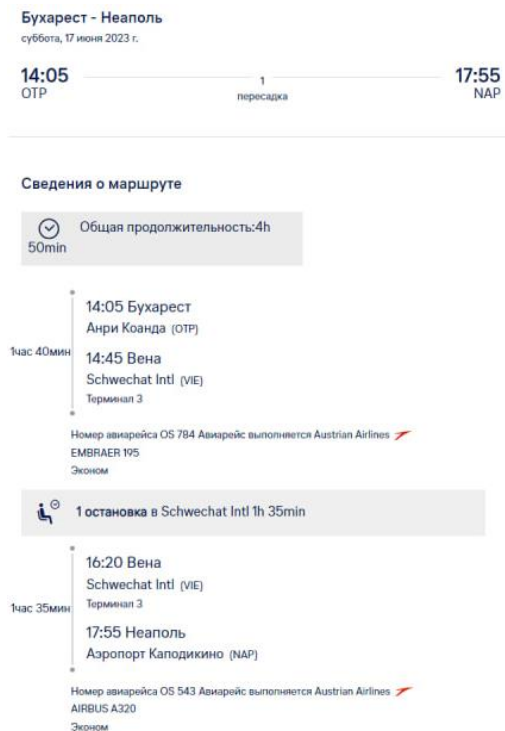 Бухарест - Неаполь
суббота, 17 июня 2023 г.
14:05 1 17:55
OTP пересадка NAP
Сведения о маршруте
Общая продолжительность:4h
50min
14:05 Бухарест
Анри Коанда (OTP)
1час 40мин
14:45 Вена
Schwechat Intl (VIE)
Терминал 3
Номер авиарейса OS 784 Авиарейс выполняется Austrian Airlines
EMBRAER 195
Эконом
1 остановка в Schwechat Intl 1h 35min
16:20 Вена
Schwechat Intl (VIE)
1час 35мин Терминал 3
17:55 Неаполь
Аэропорт Каподикино (NAP)
Номер авиарейса OS 543 Авиарейс выполняется Austrian Airlines
AIRBUS A320
Эконом